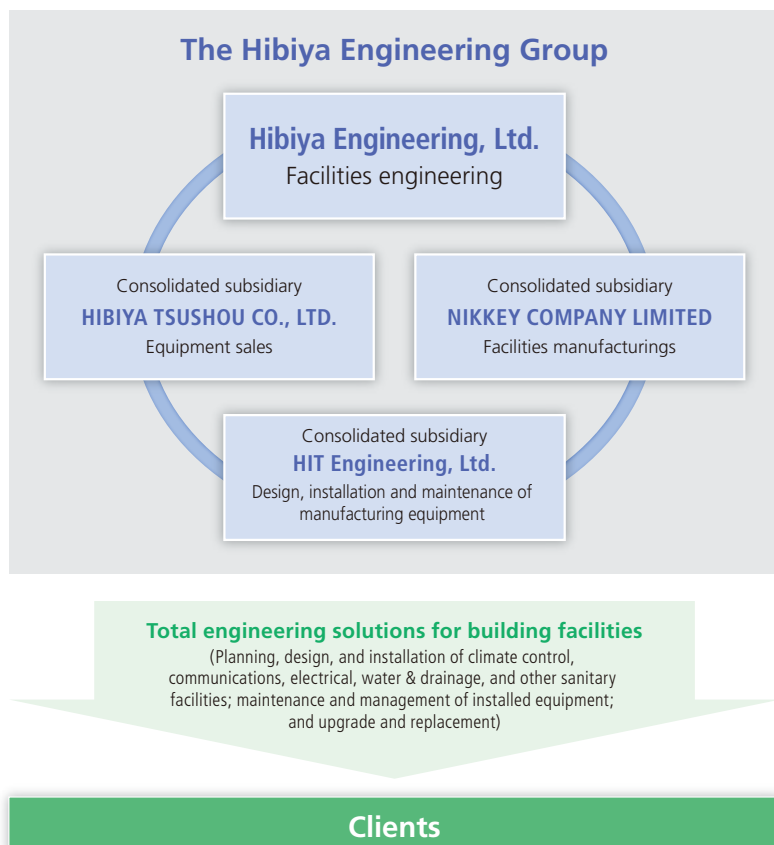 The Hibiya Engineering Group
Hibiya Engineering, Ltd.
Facilities engineering
Consolidated subsidiary
HIBIYA TSUSHOU CO., LTD.
Equipment sales
Consolidated subsidiary
NIKKEY COMPANY LIMITED
Facilities manufacturings
Consolidated subsidiary
HIT Engineering, Ltd.
Design, installation and maintenance of
manufacturing equipment
Total engineering solutions for building facilities
(Planning, design, and installation of climate control,
communications, electrical, water & drainage, and other sanitary
facilities; maintenance and management of installed equipment;
and upgrade and replacement)
Clients